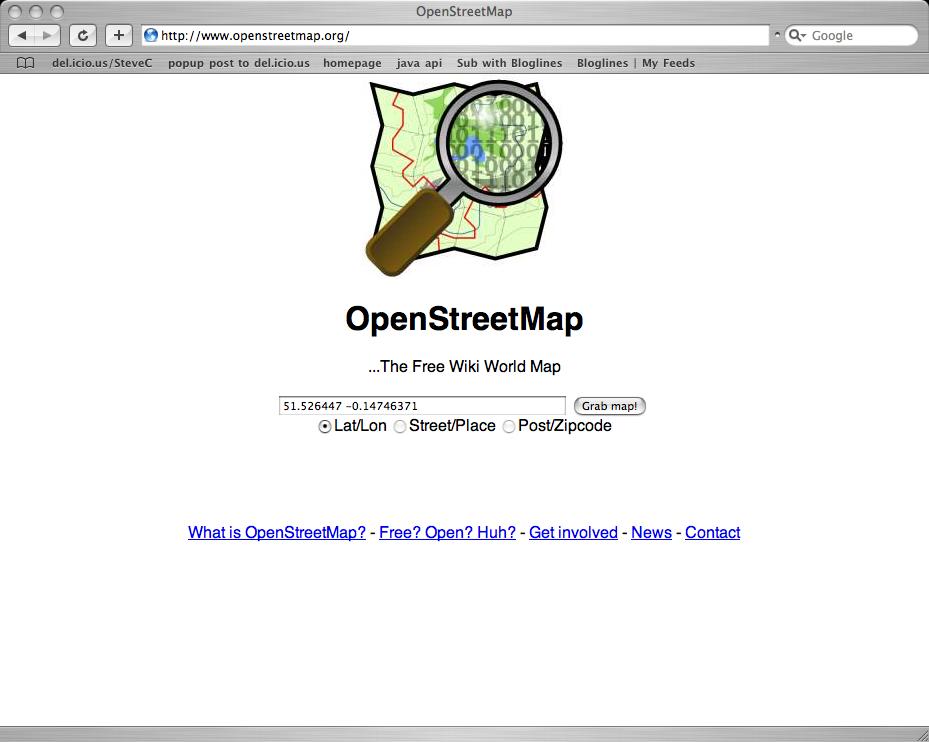 OpenStreetMap
http://www.openstreetmap.org/
Google
del.icio.us/SteveC popup post to del.icio.us homepage java api Sub with Bloglines Bloglines | My Feeds
OpenStreetMap
...The Free Wiki World Map
51.526447 -0.14746371 Grab map!
Lat/Lon Street/Place Post/Zipcode
What is OpenStreetMap? - Free? Open? Huh? - Get involved - News - Contact